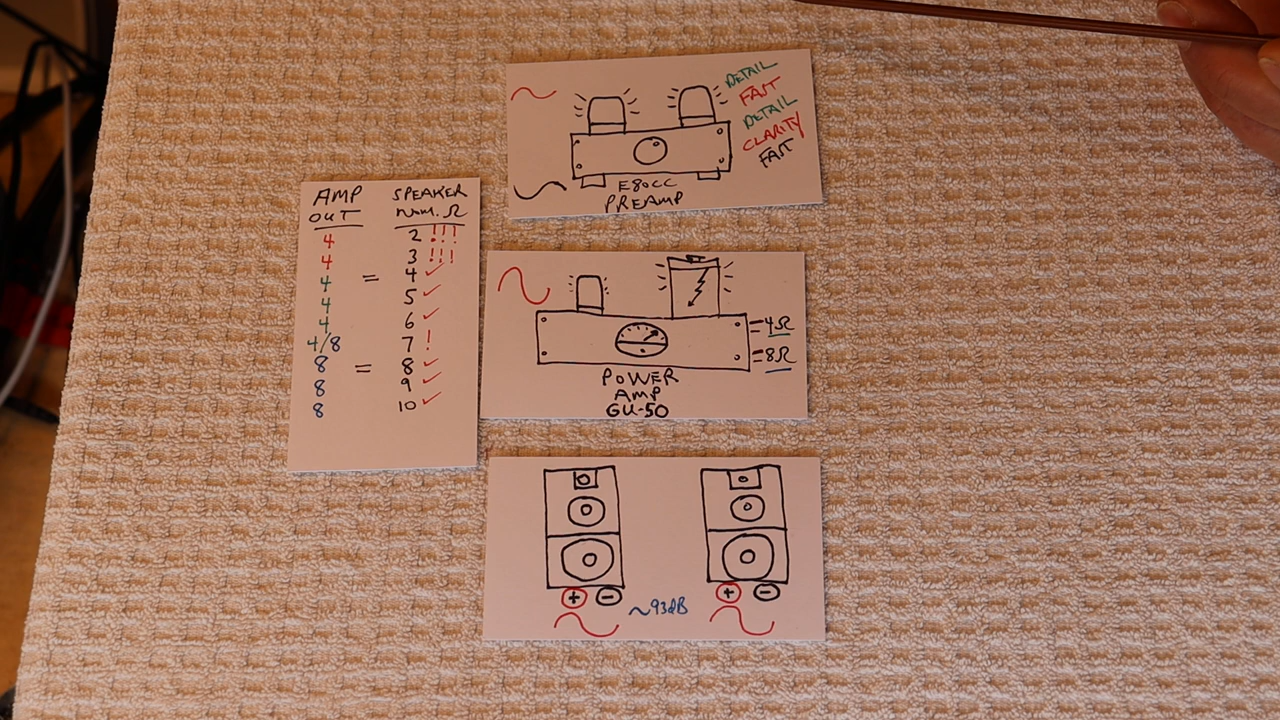 DETAIL
FAST
DETAIL
CLARITY
FAST
E80CC
PREAMP
AMP OUT SPEAKER NOM. Ω
4 2 !!!
4 3 !!!
4 = 4 ✓
4 5 ✓
4 6 ✓
4/8 7 !
8 = 8 ✓
8 9 ✓
8 10 ✓
4Ω
8Ω
POWER
AMP
GU-50
+ − + −
~93dB